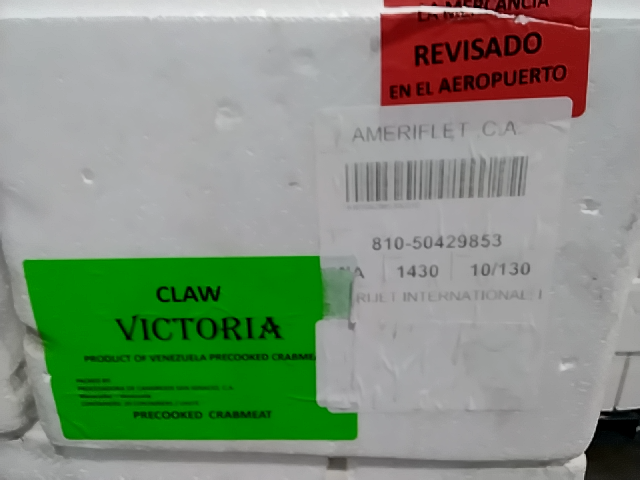 LA MERCANCIA
REVISADO
EN EL AEROPUERTO
AMERIFLET C.A.
810-50429853
1430 10/130
INTERNATIONAL
CLAW
VICTORIA
PRODUCT OF VENEZUELA PRECOOKED
PRECOOKED CRABMEAT